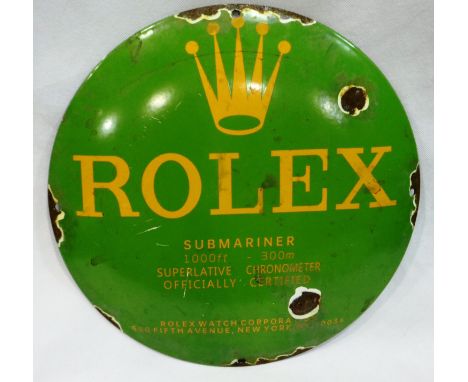 ROLEX
SUBMARINER
1000ft - 300m
SUPERLATIVE CHRONOMETER
OFFICIALLY CERTIFIED
ROLEX WATCH
FIFTH AVENUE, NEW YORK